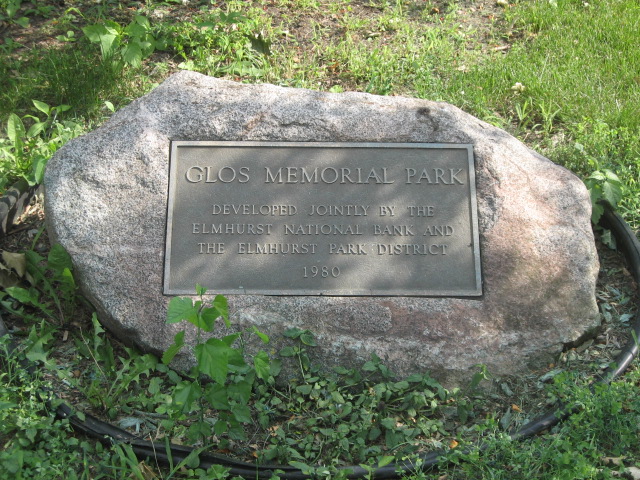 GLOS MEMORIAL PARK
DEVELOPED JOINTLY BY THE
ELMHURST NATIONAL BANK AND
THE ELMHURST PARK DISTRICT
1980